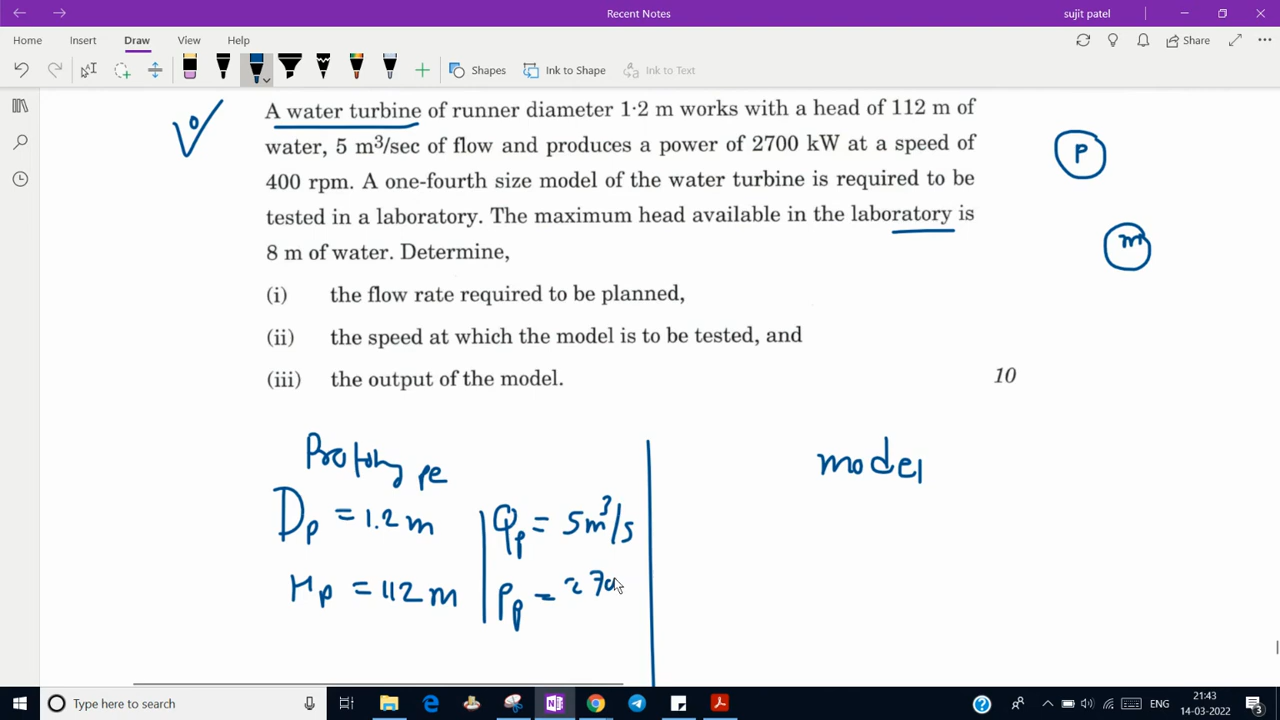 Recent Notes
sujit patel
Home Insert Draw View Help
Share
Shapes Ink to Shape Ink to Text
A water turbine of runner diameter 1·2 m works with a head of 112 m of
water, 5 m³/sec of flow and produces a power of 2700 kW at a speed of
400 rpm. A one-fourth size model of the water turbine is required to be
tested in a laboratory. The maximum head available in the laboratory is
8 m of water. Determine,
(i) the flow rate required to be planned,
(ii) the speed at which the model is to be tested, and
(iii) the output of the model.
10
P
m
Prototype
model
Dp = 1.2 m
Qp = 5m³/s
Hp = 112 m
Pp = 270
Type here to search
ENG
21:43
14-03-2022
3